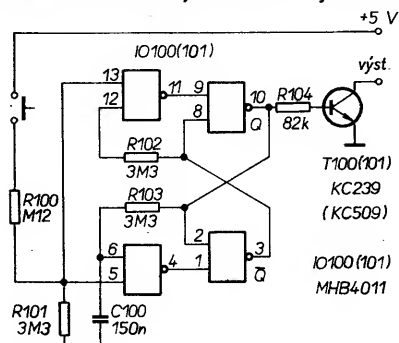 +5 V
IO100(101)
výst.
13
12
11
9
8
10
Q
R104
82k
R102
3M3
R103
3M3
T100(101)
KC239
(KC509)
R100
M12
6
5
4
2
1
3
Q̅
IO100(101)
MHB4011
R101
3M3
C100
150n